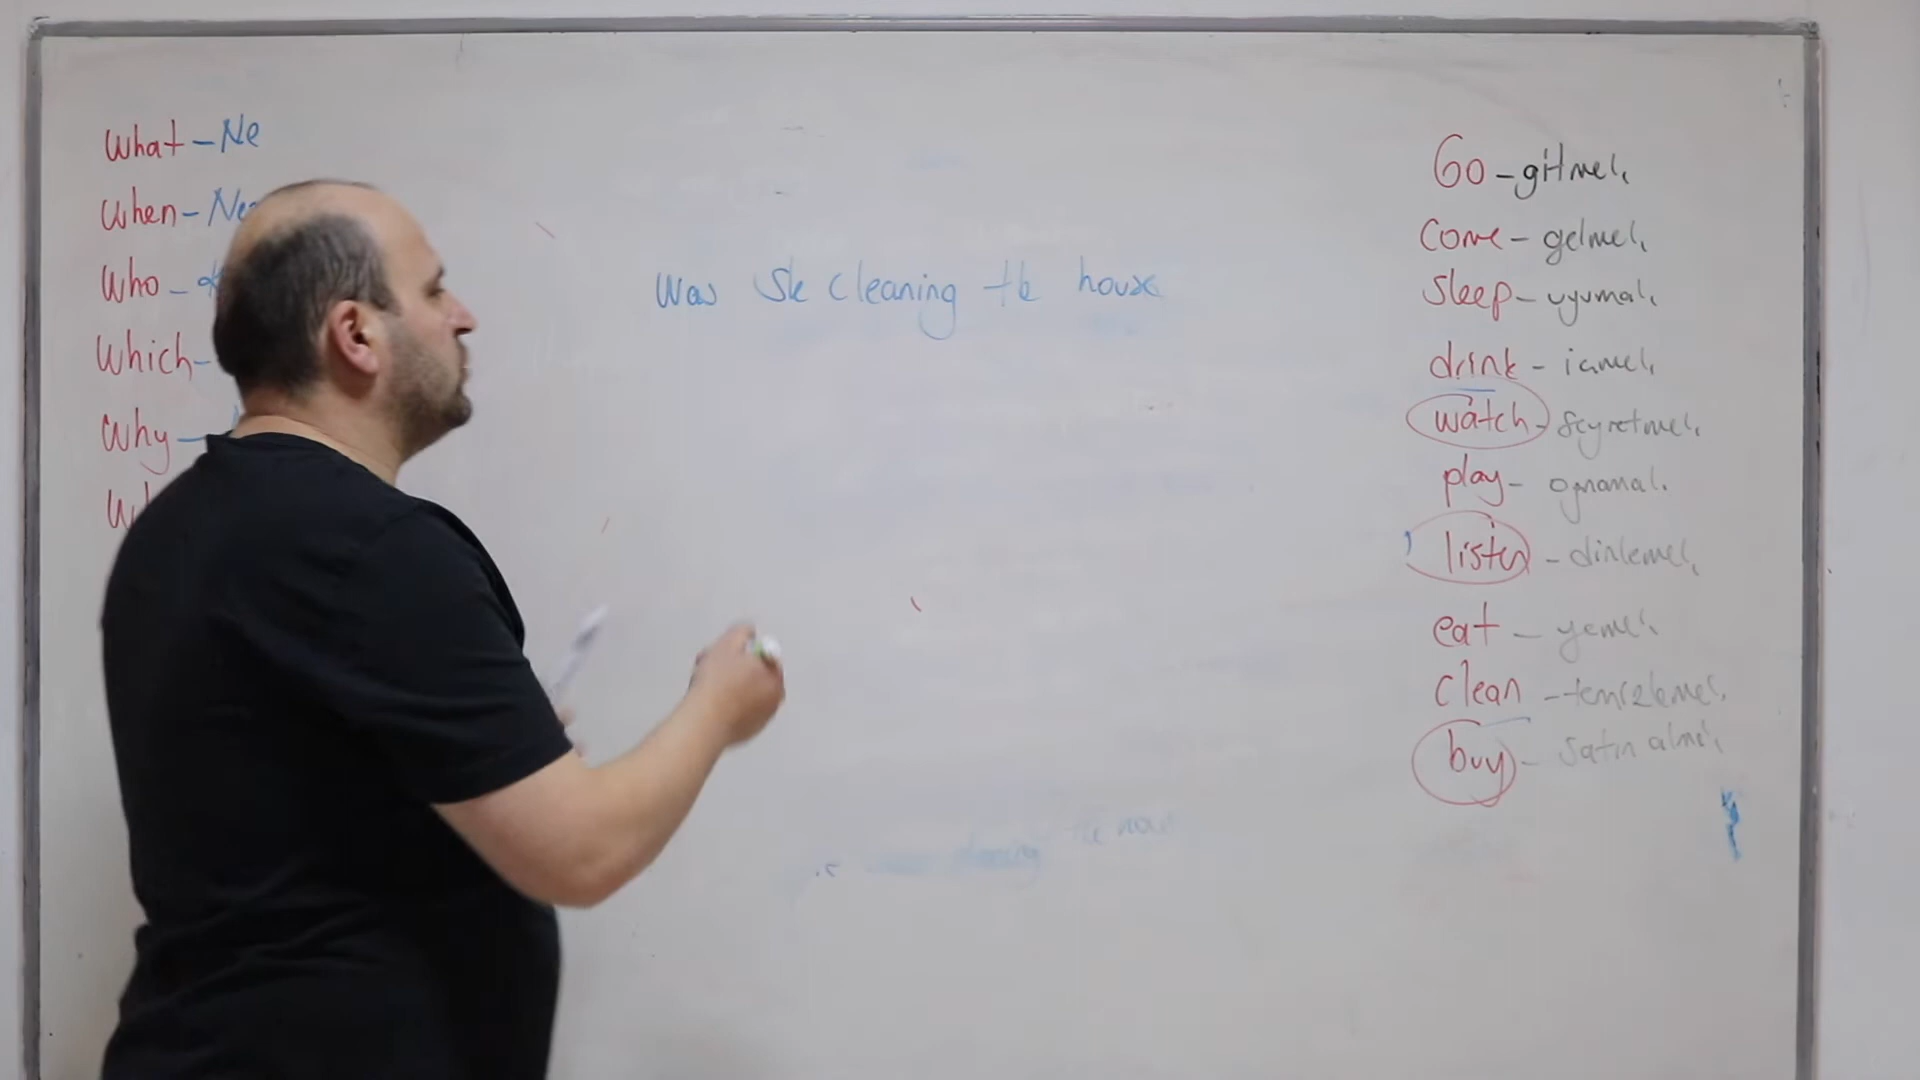 What - Ne
When - Ne
Who -
Which -
Why -
Was She cleaning the house
Go - gitmek
Come - gelmek
Sleep - uyumak
drink - içmek
watch - seyretmek
play - oynamak
listen - dinlemek
eat - yemek
Clean - temizlemek
buy - satın almak
the